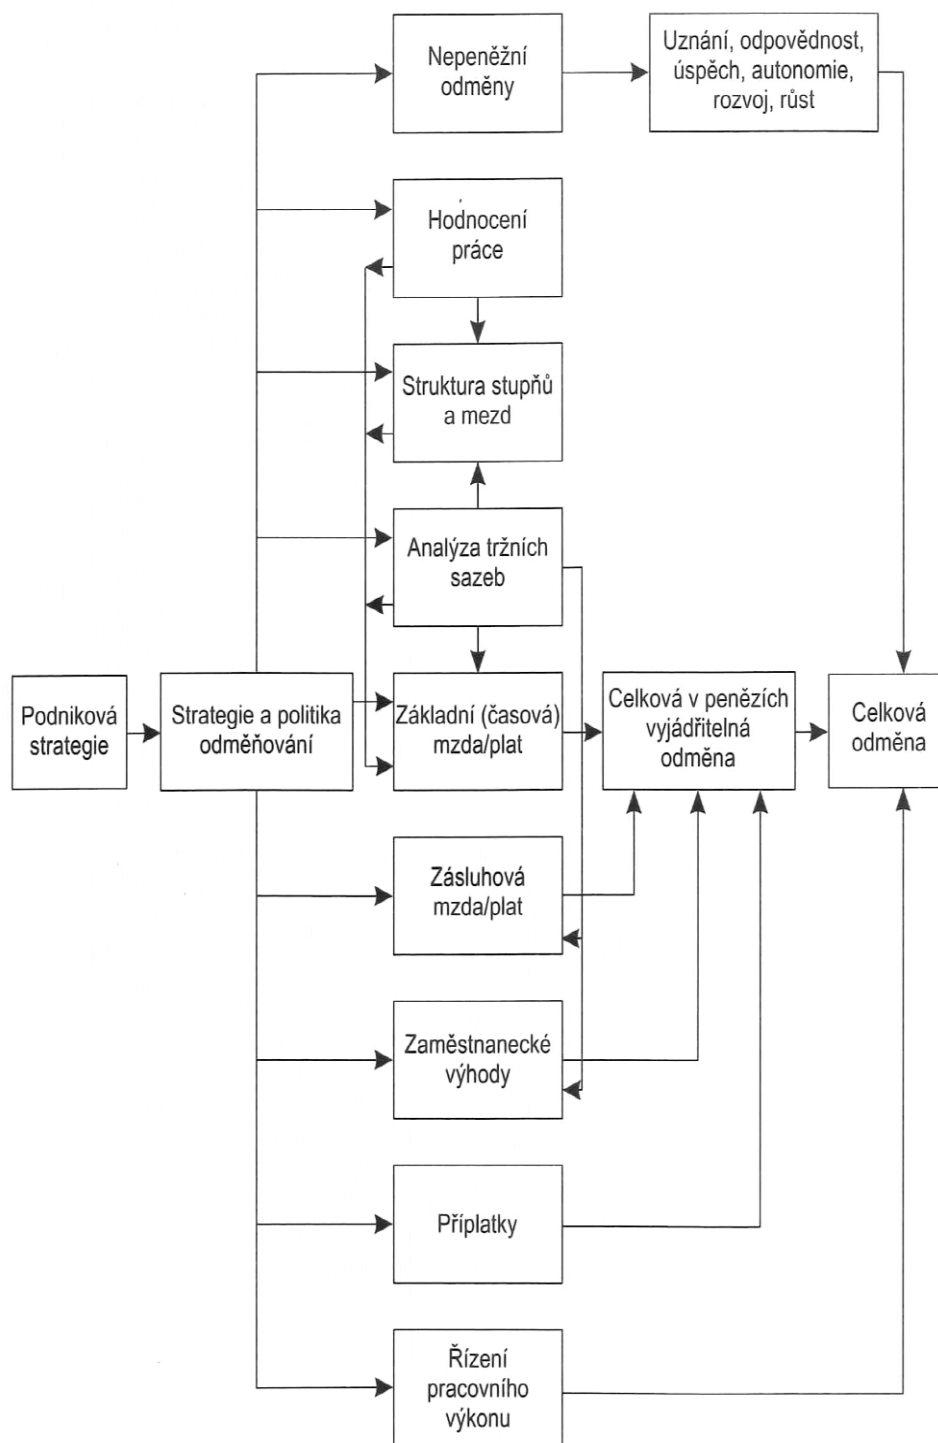 Nepeněžní
odměny
Uznání, odpovědnost,
úspěch, autonomie,
rozvoj, růst
Hodnocení
práce
Struktura stupňů
a mezd
Analýza tržních
sazeb
Podniková
strategie
Strategie a politika
odměňování
Základní (časová)
mzda/plat
Celková v penězích
vyjádřitelná
odměna
Celková
odměna
Zásluhová
mzda/plat
Zaměstnanecké
výhody
Příplatky
Řízení
pracovního
výkonu